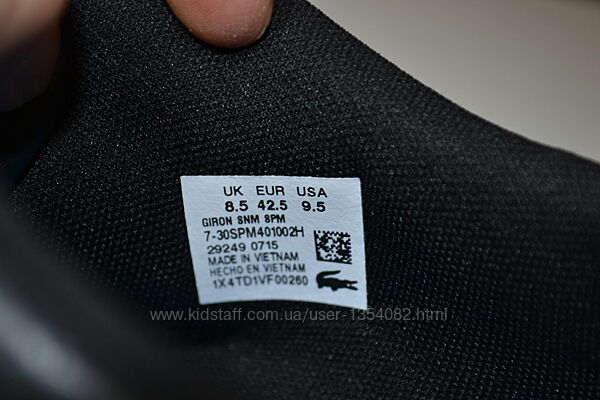 UK EUR USA
8.5 42.5 9.5
GIRON SNM SPM
7-30SPM401002H
29249 0715
MADE IN VIETNAM
HECHO EN VIETNAM
1X4TD1VF00260
www.kidstaff.com.ua/user-1354082.html